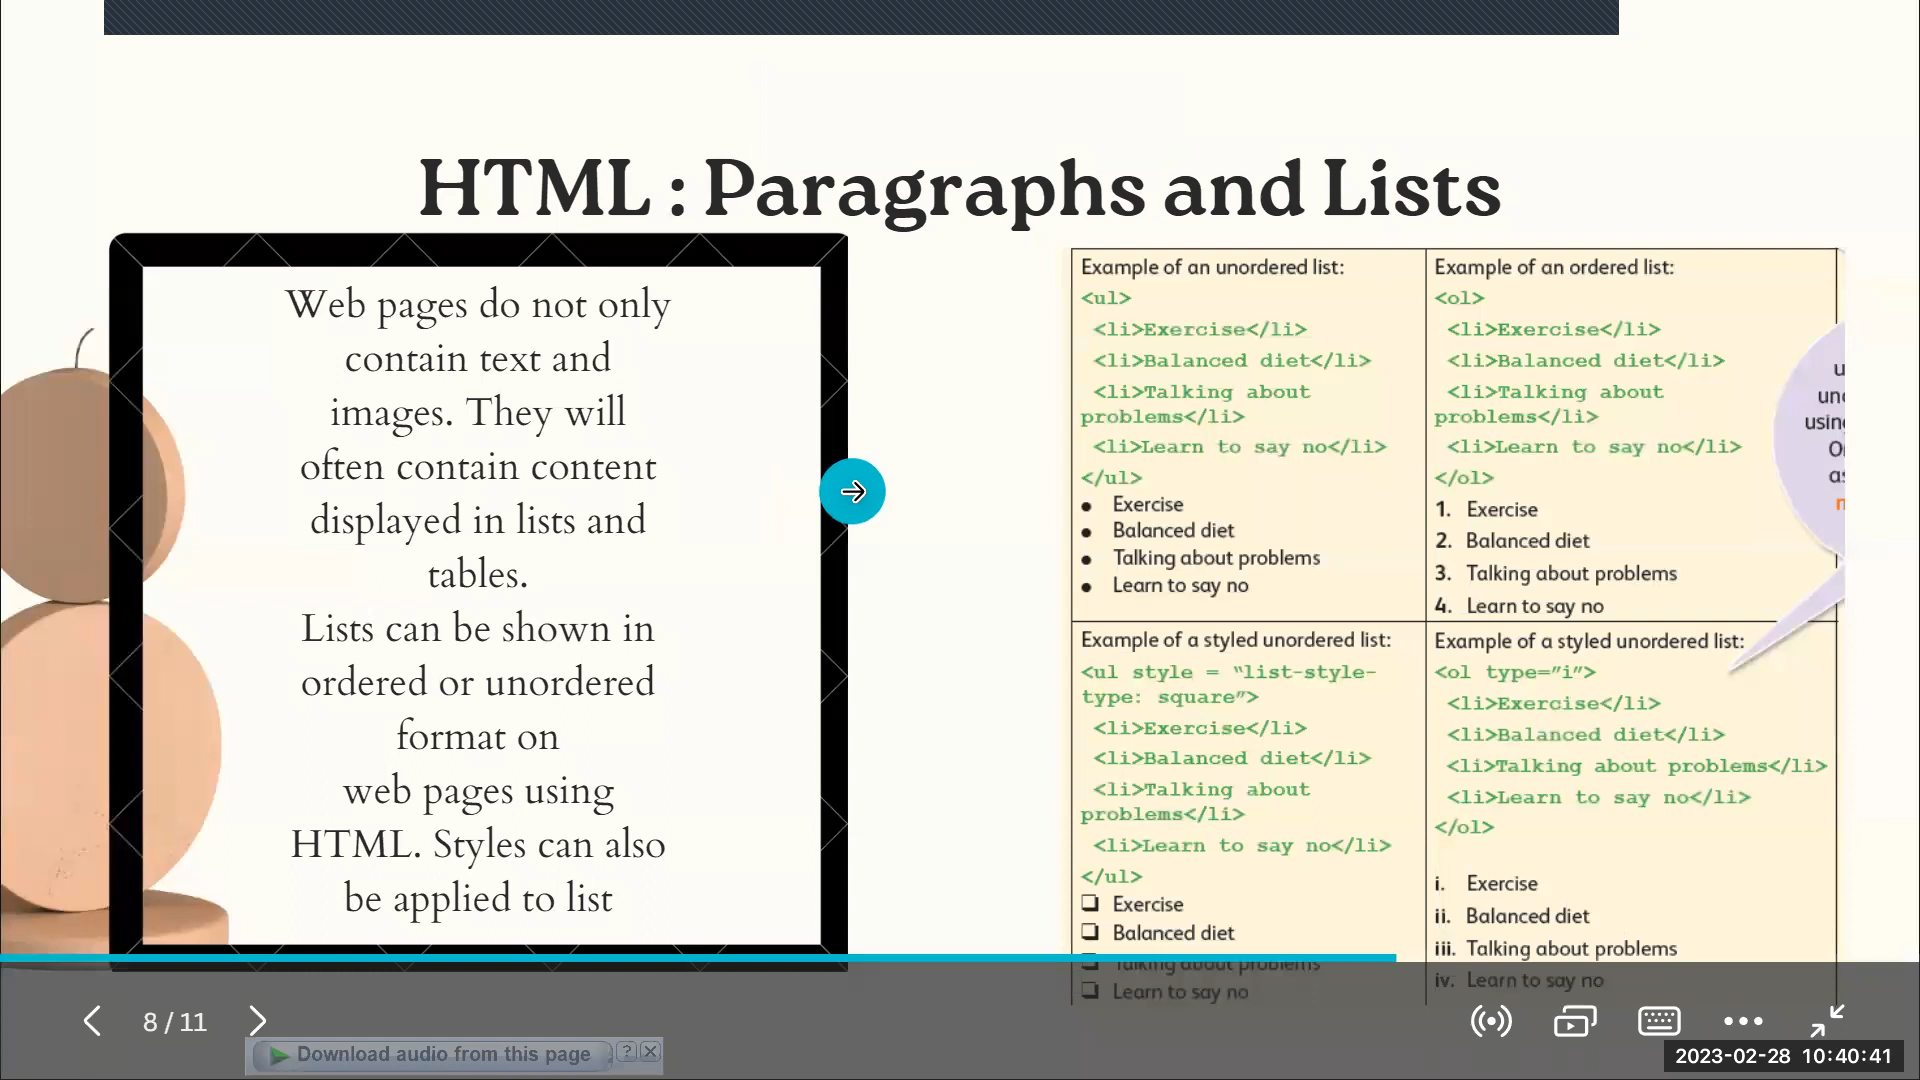 HTML : Paragraphs and Lists
Web pages do not only
contain text and
images. They will
often contain content
displayed in lists and
tables.
Lists can be shown in
ordered or unordered
format on
web pages using
HTML. Styles can also
be applied to list
Example of an unordered list:
<ul>
<li>Exercise</li>
<li>Balanced diet</li>
<li>Talking about
problems</li>
<li>Learn to say no</li>
</ul>
• Exercise
• Balanced diet
• Talking about problems
• Learn to say no
Example of an ordered list:
<ol>
<li>Exercise</li>
<li>Balanced diet</li>
<li>Talking about
problems</li>
<li>Learn to say no</li>
</ol>
1. Exercise
2. Balanced diet
3. Talking about problems
4. Learn to say no
Example of a styled unordered list:
<ul style = “list-style-
type: square”>
<li>Exercise</li>
<li>Balanced diet</li>
<li>Talking about
problems</li>
<li>Learn to say no</li>
</ul>
❑ Exercise
❑ Balanced diet
❑ Talking about problems
❑ Learn to say no
Example of a styled unordered list:
<ol type=”i”>
<li>Exercise</li>
<li>Balanced diet</li>
<li>Talking about problems</li>
<li>Learn to say no</li>
</ol>
i. Exercise
ii. Balanced diet
iii. Talking about problems
iv. Learn to say no
8 / 11
Download audio from this page
2023-02-28 10:40:41